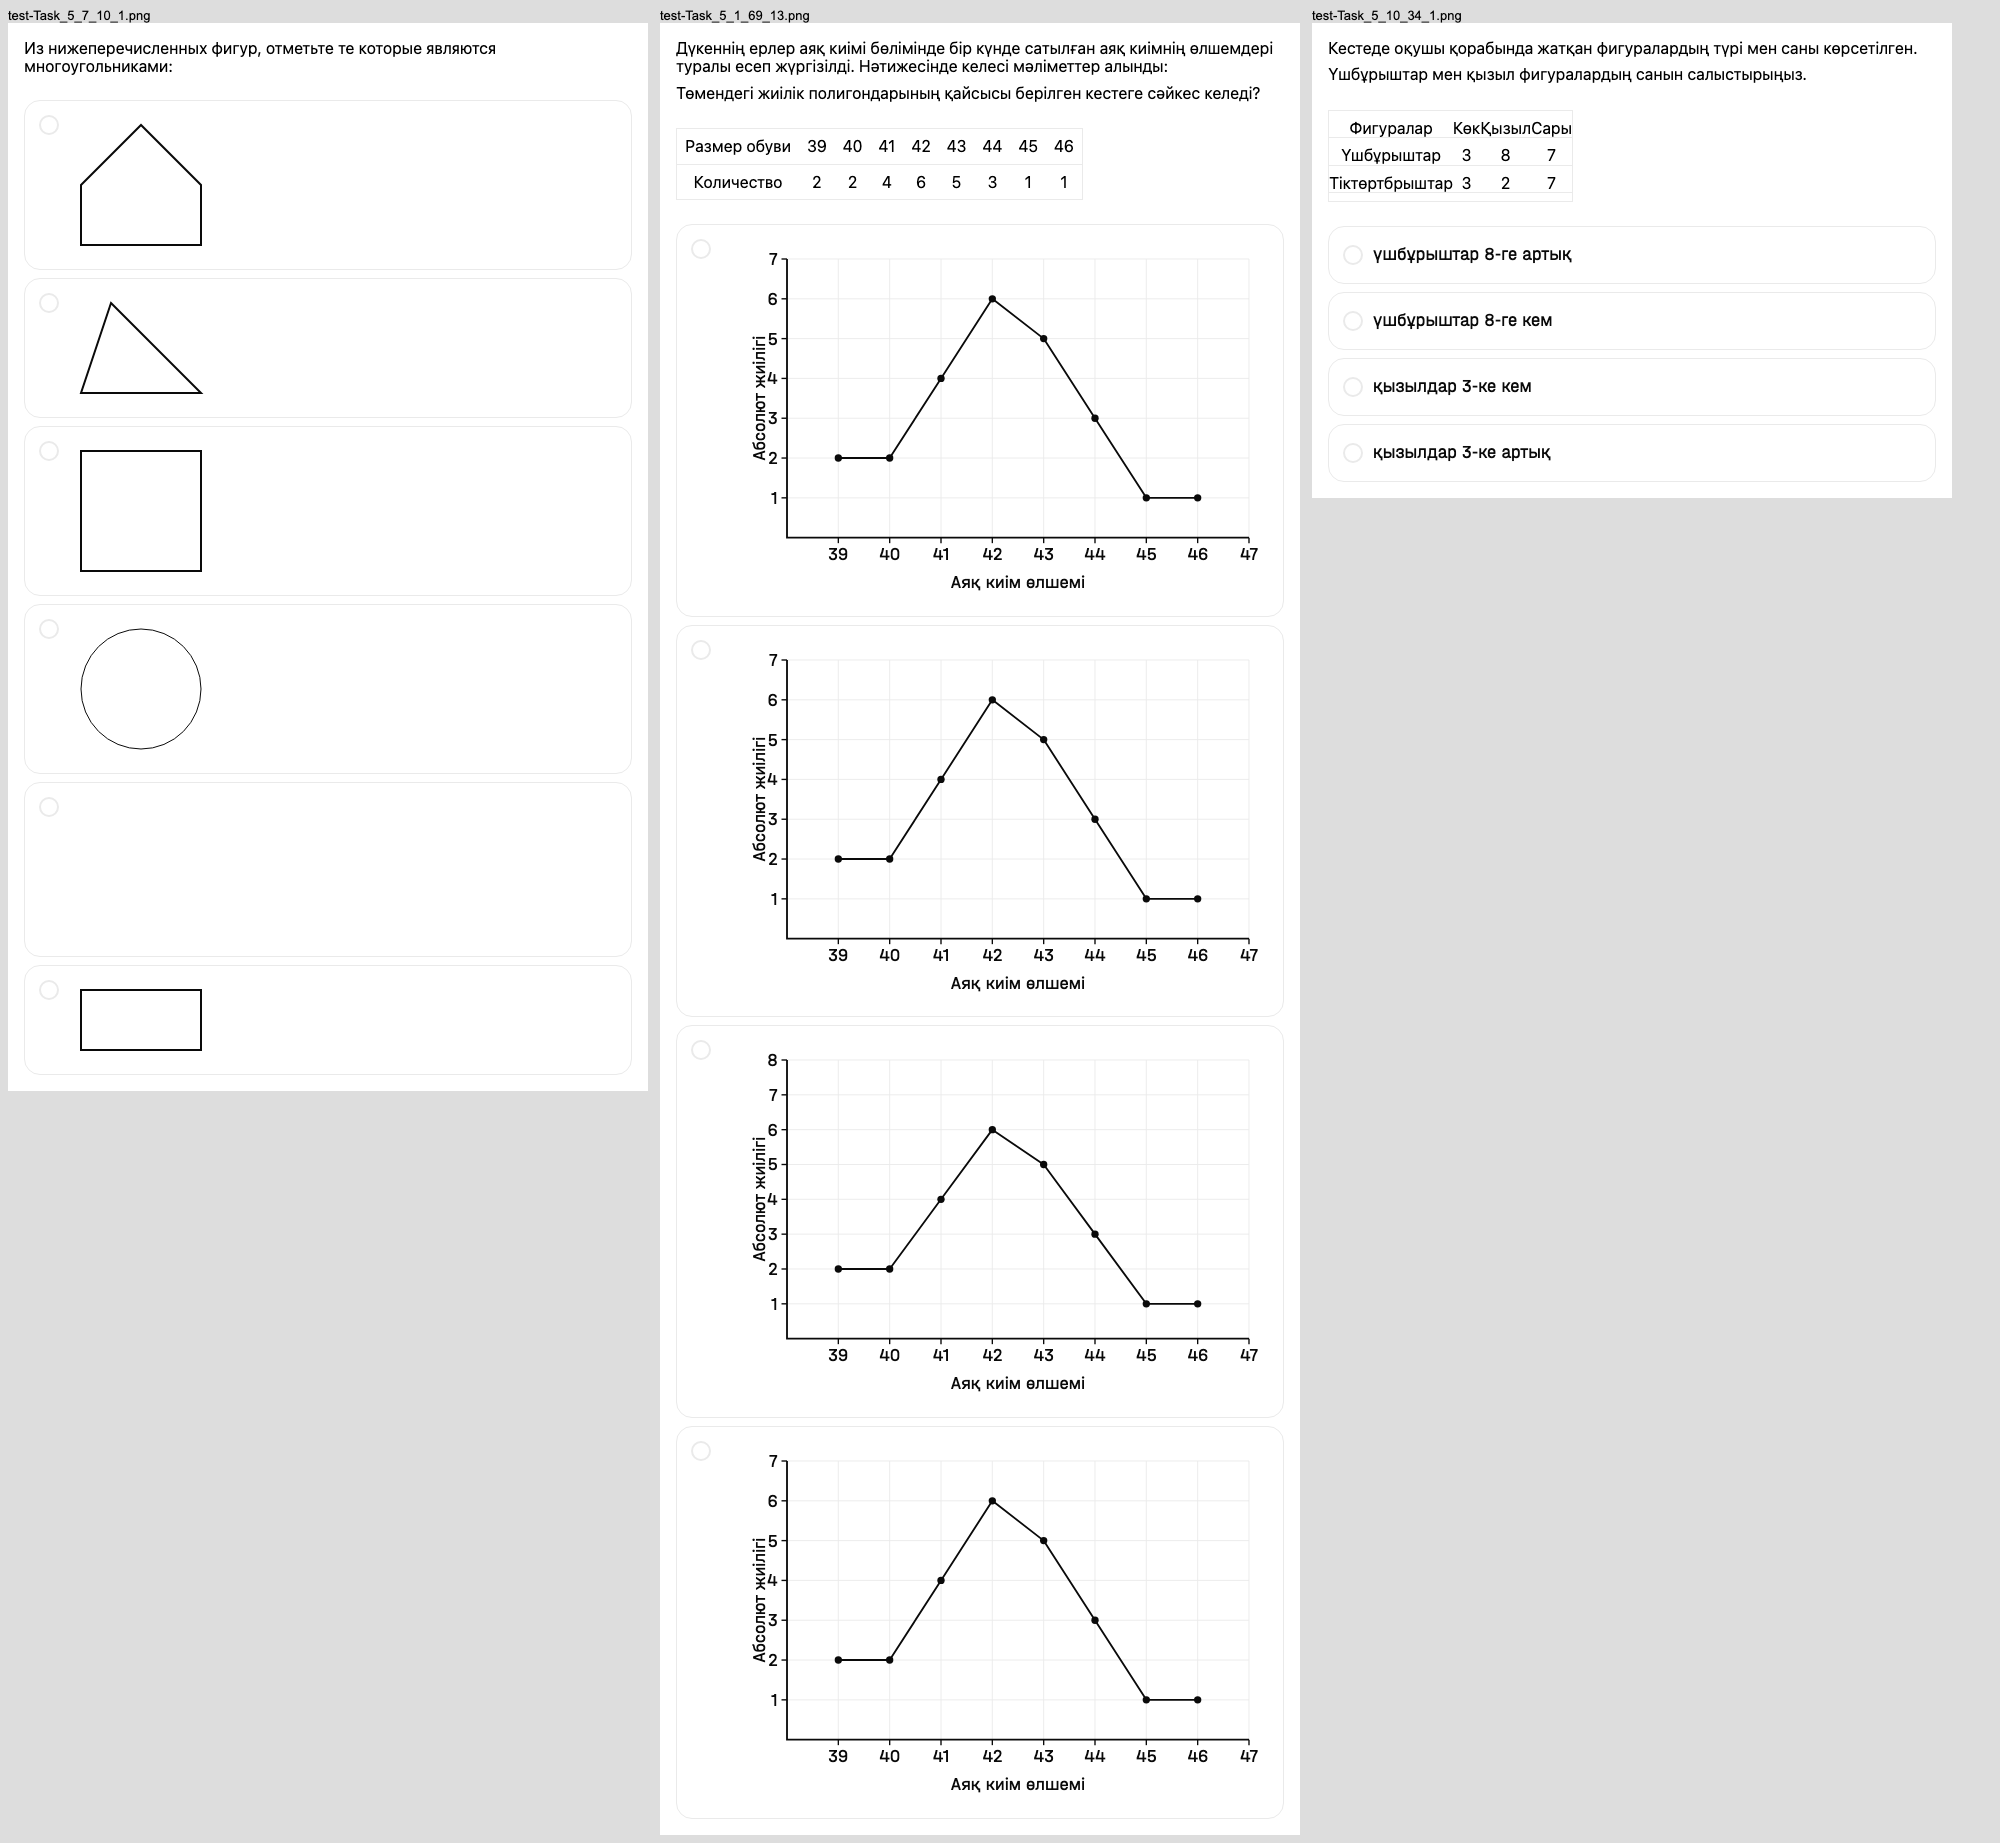 test-Task_5_7_10_1.png
Из нижеперечисленных фигур, отметьте те которые являются
многоугольниками:
test-Task_5_1_69_13.png
Дүкеннің ерлер аяқ киімі бөлімінде бір күнде сатылған аяқ киімнің өлшемдері
туралы есеп жүргізілді. Нәтижесінде келесі мәліметтер алынды:
Төмендегі жиілік полигондарының қайсысы берілген кестеге сәйкес келеді?
Размер обуви 39 40 41 42 43 44 45 46
Количество 2 2 4 6 5 3 1 1
7
6
5
4
3
2
1
Абсолют жиілігі
39 40 41 42 43 44 45 46 47
Аяқ киім өлшемі
7
6
5
4
3
2
1
Абсолют жиілігі
39 40 41 42 43 44 45 46 47
Аяқ киім өлшемі
8
7
6
5
4
3
2
1
Абсолют жиілігі
39 40 41 42 43 44 45 46 47
Аяқ киім өлшемі
7
6
5
4
3
2
1
Абсолют жиілігі
39 40 41 42 43 44 45 46 47
Аяқ киім өлшемі
test-Task_5_10_34_1.png
Кестеде оқушы қорабында жатқан фигуралардың түрі мен саны көрсетілген.
Үшбұрыштар мен қызыл фигуралардың санын салыстырыңыз.
Фигуралар Көк Қызыл Сары
Үшбұрыштар 3 8 7
Тіктөртбрыштар 3 2 7
үшбұрыштар 8-ге артық
үшбұрыштар 8-ге кем
қызылдар 3-ке кем
қызылдар 3-ке артық